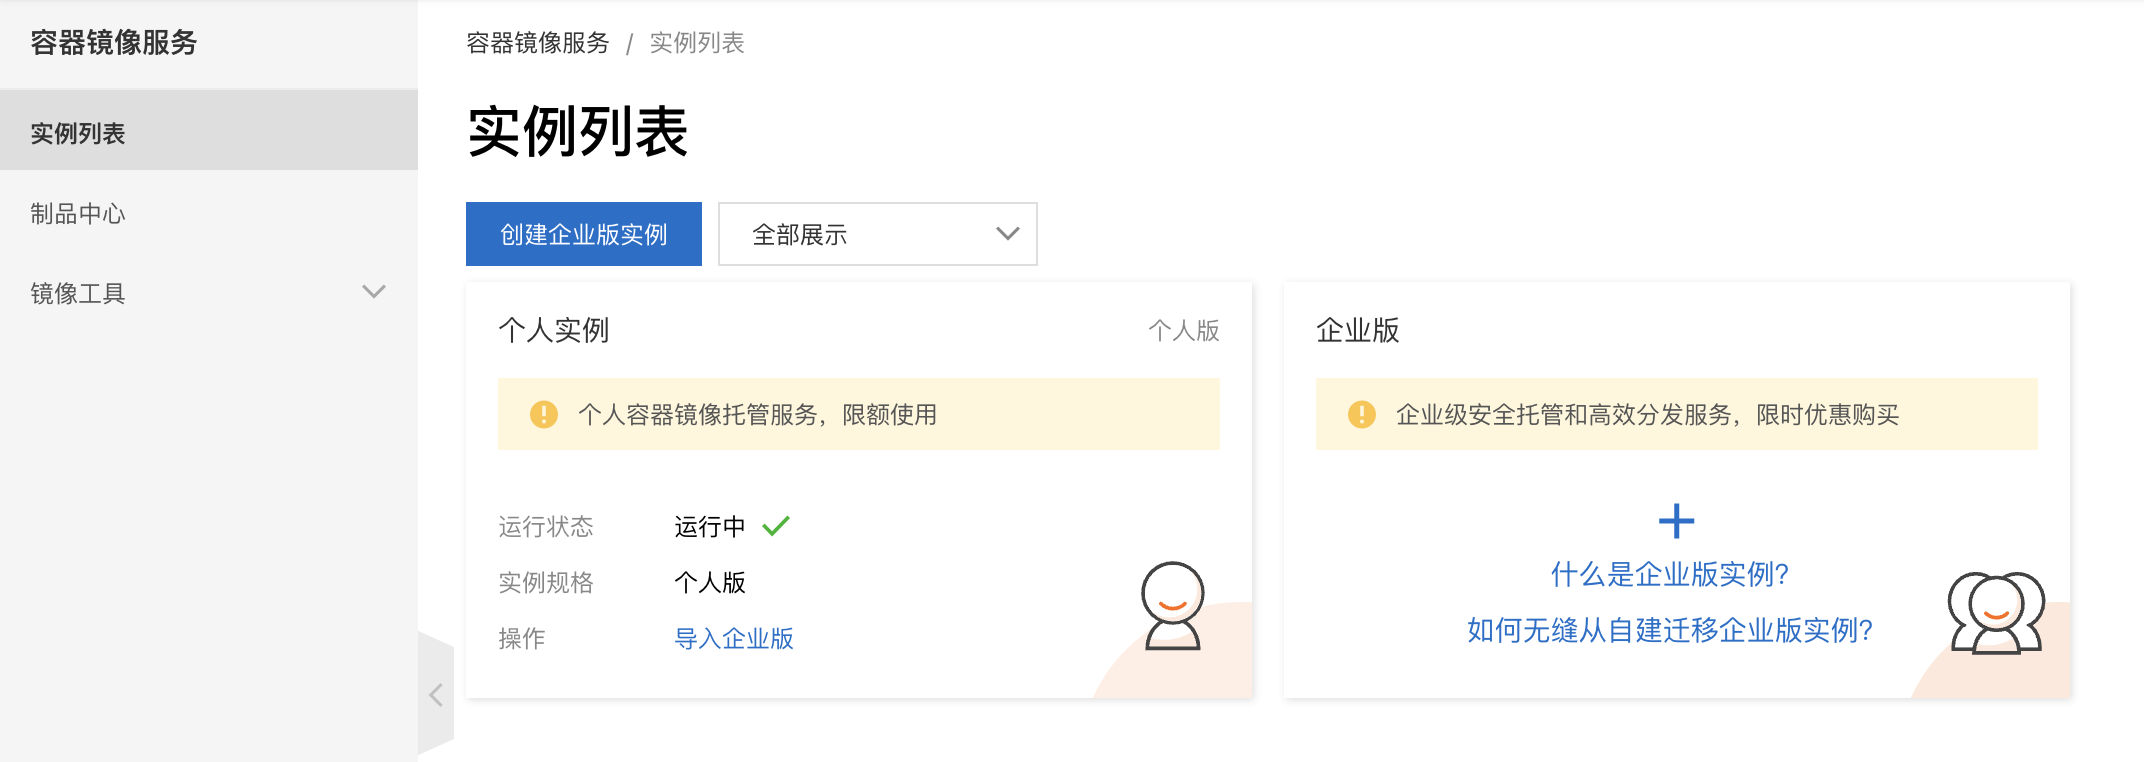 容器镜像服务
实例列表
制品中心
镜像工具
容器镜像服务 / 实例列表
实例列表
创建企业版实例
全部展示
个人实例
个人版
个人容器镜像托管服务，限额使用
运行状态 运行中
实例规格 个人版
操作 导入企业版
企业版
企业级安全托管和高效分发服务，限时优惠购买
什么是企业版实例?
如何无缝从自建迁移企业版实例?